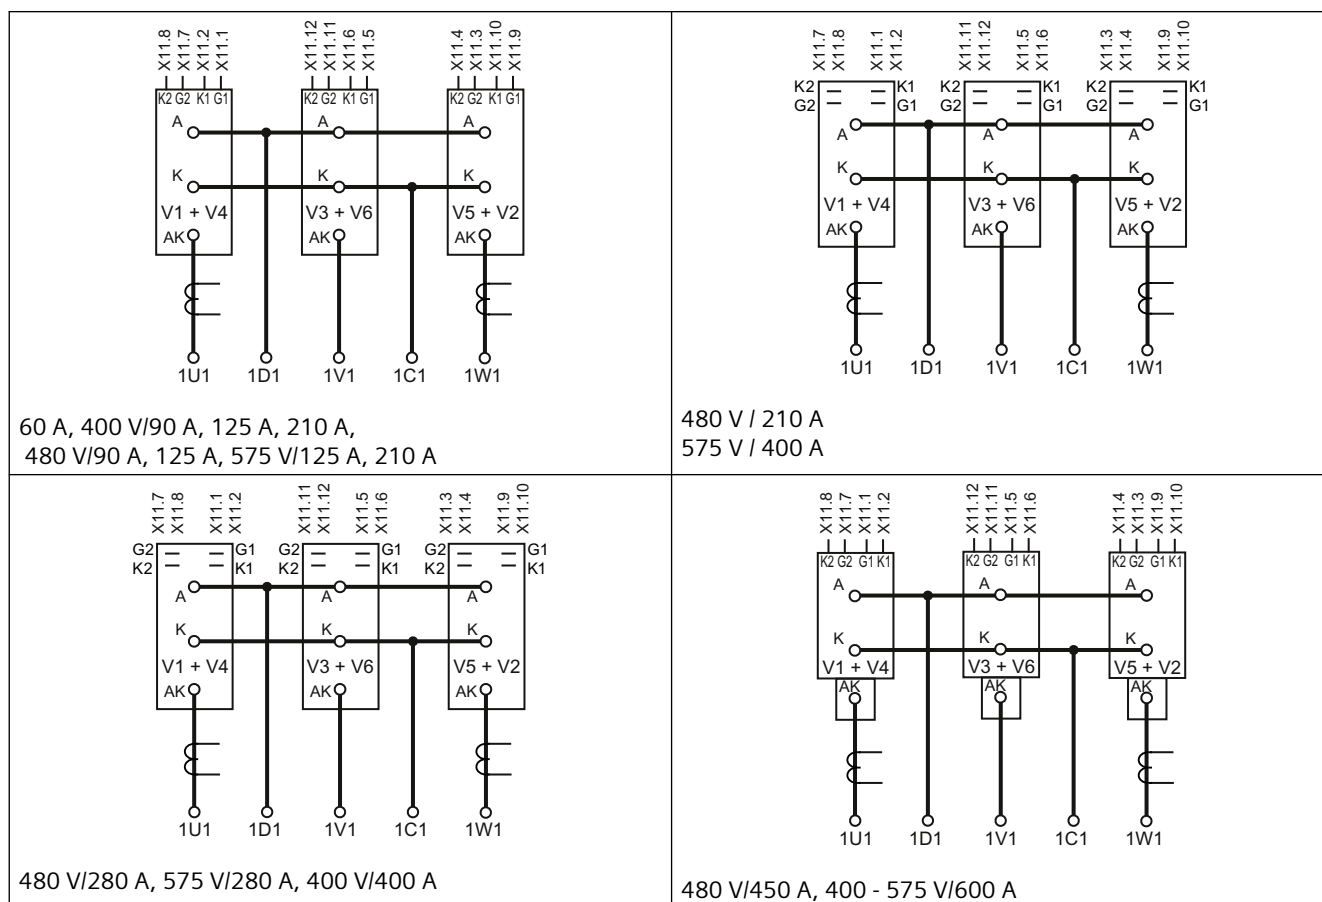 X11.8 X11.7 X11.2 X11.1 X11.12 X11.11 X11.6 X11.5 X11.4 X11.3 X11.10 X11.9
K2 G2 K1 G1 K2 G2 K1 G1 K2 G2 K1 G1
A A A
K K K
V1 + V4 V3 + V6 V5 + V2
AK AK AK
1U1 1D1 1V1 1C1 1W1
60 A, 400 V/90 A, 125 A, 210 A,
480 V/90 A, 125 A, 575 V/125 A, 210 A
X11.7 X11.8 X11.1 X11.2 X11.11 X11.12 X11.5 X11.6 X11.3 X11.4 X11.9 X11.10
K2 K1 K2 K1 K2 K1
G2 G1 G2 G1 G2 G1
A A A
K K K
V1 + V4 V3 + V6 V5 + V2
AK AK AK
1U1 1D1 1V1 1C1 1W1
480 V / 210 A
575 V / 400 A
X11.7 X11.8 X11.1 X11.2 X11.11 X11.12 X11.5 X11.6 X11.3 X11.4 X11.9 X11.10
G2 G1 G2 G1 G2 G1
K2 K1 K2 K1 K2 K1
A A A
K K K
V1 + V4 V3 + V6 V5 + V2
AK AK AK
1U1 1D1 1V1 1C1 1W1
480 V/280 A, 575 V/280 A, 400 V/400 A
X11.8 X11.7 X11.1 X11.2 X11.12 X11.11 X11.5 X11.6 X11.4 X11.3 X11.9 X11.10
K2 G2 G1 K1 K2 G2 G1 K1 K2 G2 G1 K1
A A A
K K K
V1 + V4 V3 + V6 V5 + V2
AK AK AK
1U1 1D1 1V1 1C1 1W1
480 V/450 A, 400 - 575 V/600 A